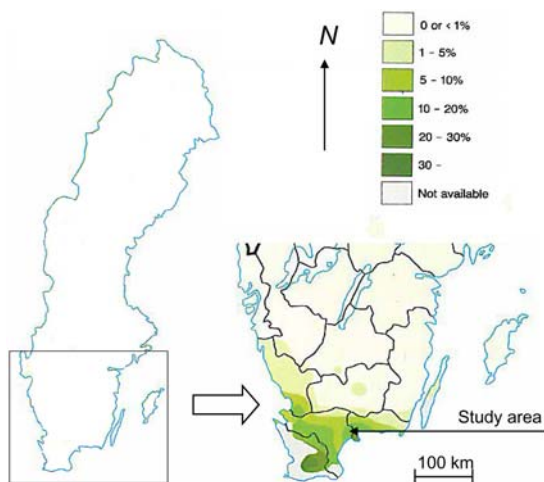 N
0 or < 1%
1 - 5%
5 - 10%
10 - 20%
20 - 30%
30 -
Not available
Study area
100 km